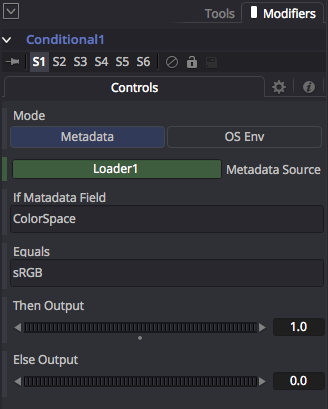 Tools Modifiers
Conditional1
S1 S2 S3 S4 S5 S6
Controls
Mode
Metadata OS Env
Loader1 Metadata Source
If Matadata Field
ColorSpace
Equals
sRGB
Then Output
1.0
Else Output
0.0